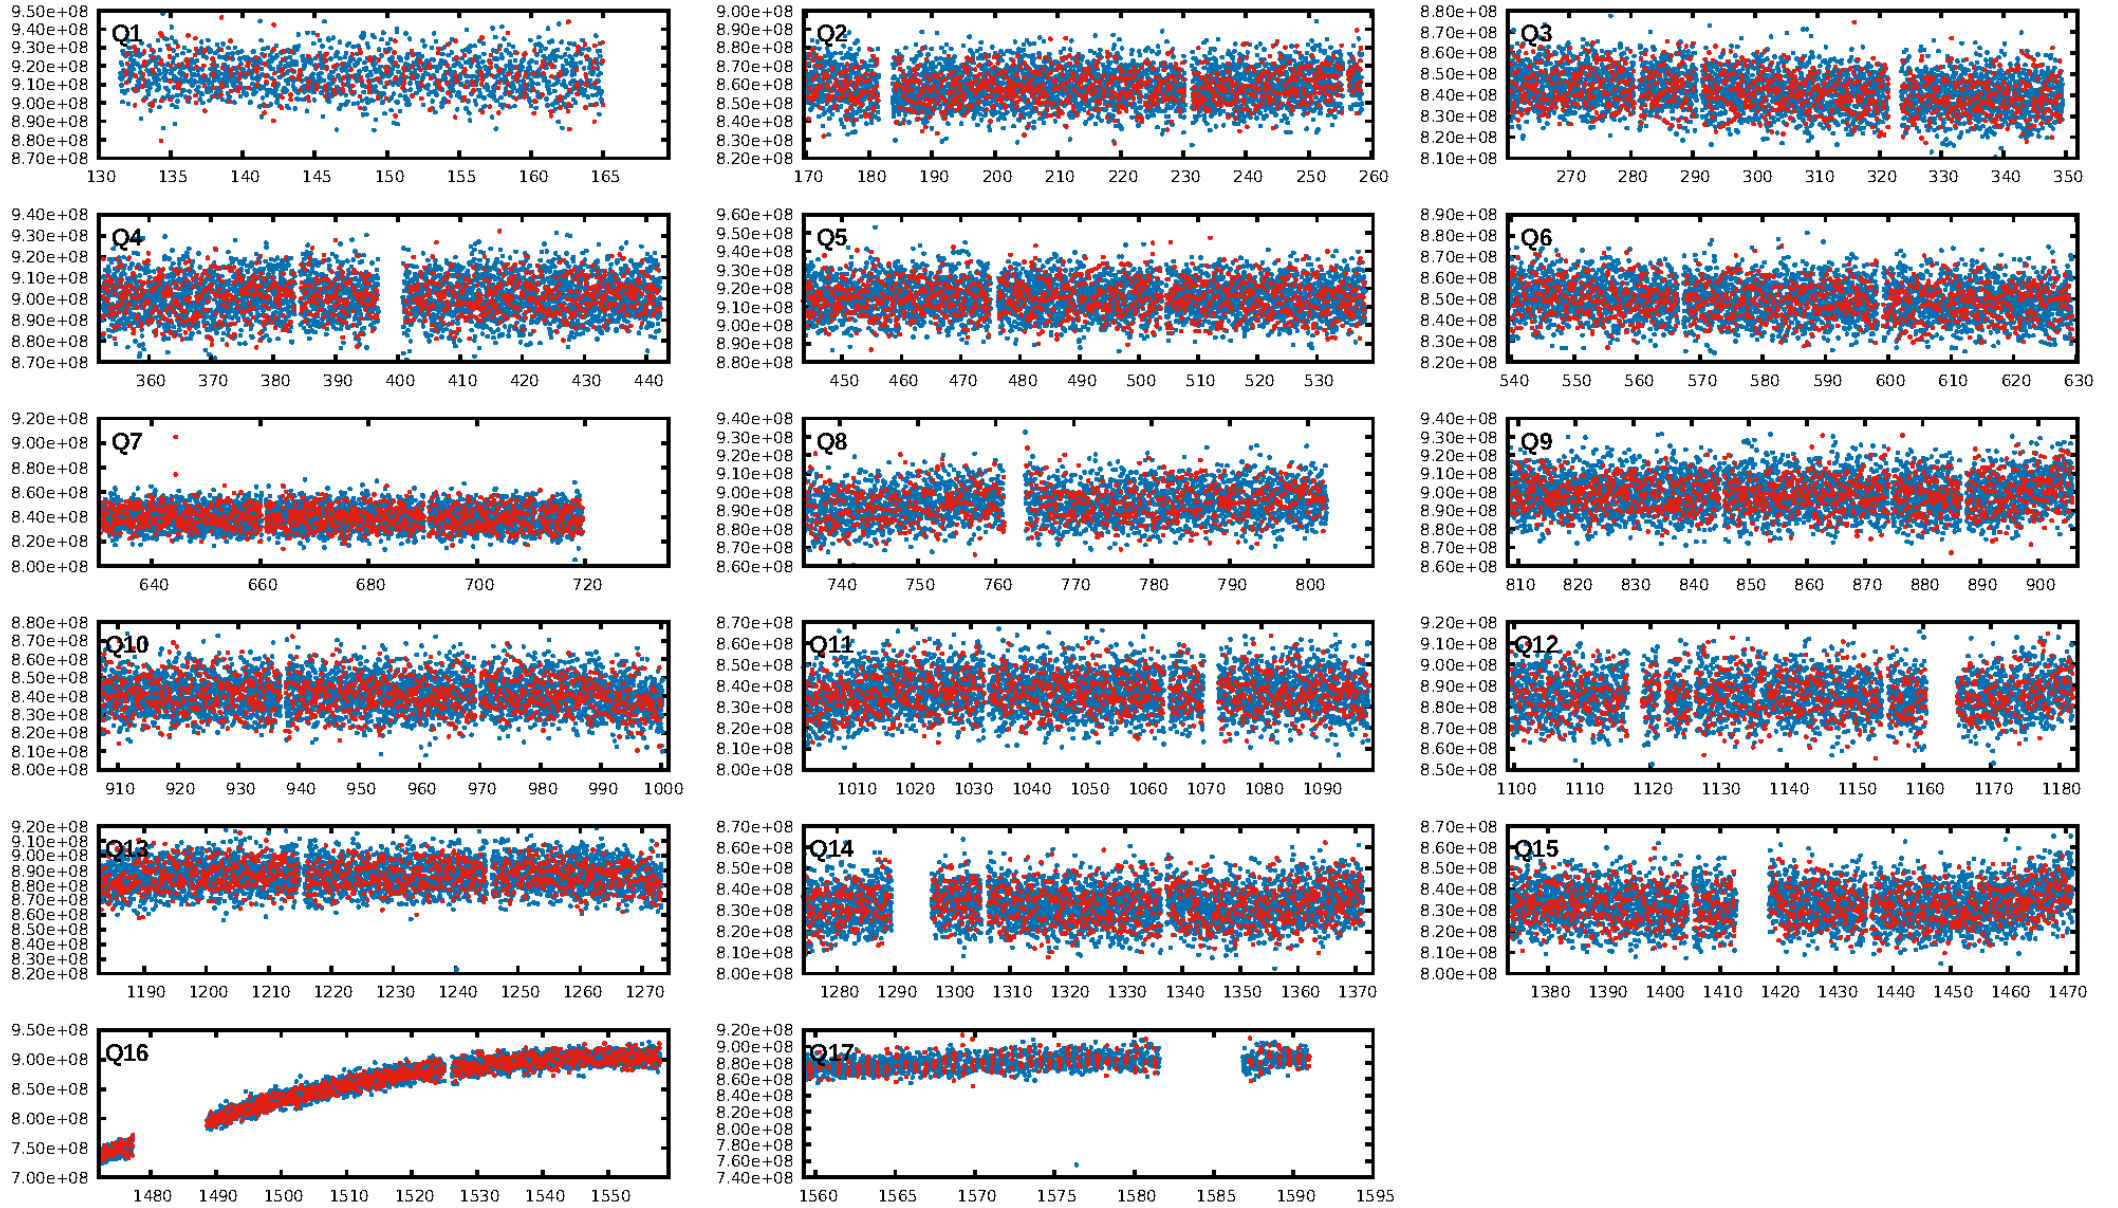 Q1
9.50e+08
9.40e+08
9.30e+08
9.20e+08
9.10e+08
9.00e+08
8.90e+08
8.80e+08
8.70e+08
130 135 140 145 150 155 160 165
Q2
9.00e+08
8.90e+08
8.80e+08
8.70e+08
8.60e+08
8.50e+08
8.40e+08
8.30e+08
8.20e+08
170 180 190 200 210 220 230 240 250 260
Q3
8.80e+08
8.70e+08
8.60e+08
8.50e+08
8.40e+08
8.30e+08
8.20e+08
8.10e+08
270 280 290 300 310 320 330 340 350
Q4
9.40e+08
9.30e+08
9.20e+08
9.10e+08
9.00e+08
8.90e+08
8.80e+08
8.70e+08
360 370 380 390 400 410 420 430 440
Q5
9.60e+08
9.50e+08
9.40e+08
9.30e+08
9.20e+08
9.10e+08
9.00e+08
8.90e+08
8.80e+08
450 460 470 480 490 500 510 520 530
Q6
8.90e+08
8.80e+08
8.70e+08
8.60e+08
8.50e+08
8.40e+08
8.30e+08
8.20e+08
540 550 560 570 580 590 600 610 620 630
Q7
9.20e+08
9.00e+08
8.80e+08
8.60e+08
8.40e+08
8.20e+08
8.00e+08
640 660 680 700 720
Q8
9.40e+08
9.30e+08
9.20e+08
9.10e+08
9.00e+08
8.90e+08
8.80e+08
8.70e+08
8.60e+08
740 750 760 770 780 790 800
Q9
9.40e+08
9.30e+08
9.20e+08
9.10e+08
9.00e+08
8.90e+08
8.80e+08
8.70e+08
8.60e+08
810 820 830 840 850 860 870 880 890 900
Q10
8.80e+08
8.70e+08
8.60e+08
8.50e+08
8.40e+08
8.30e+08
8.20e+08
8.10e+08
8.00e+08
910 920 930 940 950 960 970 980 990 1000
Q11
8.70e+08
8.60e+08
8.50e+08
8.40e+08
8.30e+08
8.20e+08
8.10e+08
8.00e+08
1010 1020 1030 1040 1050 1060 1070 1080 1090
Q12
9.20e+08
9.10e+08
9.00e+08
8.90e+08
8.80e+08
8.70e+08
8.60e+08
8.50e+08
1100 1110 1120 1130 1140 1150 1160 1170 1180
Q13
9.20e+08
9.10e+08
9.00e+08
8.90e+08
8.80e+08
8.70e+08
8.60e+08
8.50e+08
8.40e+08
8.30e+08
8.20e+08
1190 1200 1210 1220 1230 1240 1250 1260 1270
Q14
8.70e+08
8.60e+08
8.50e+08
8.40e+08
8.30e+08
8.20e+08
8.10e+08
8.00e+08
1280 1290 1300 1310 1320 1330 1340 1350 1360 1370
Q15
8.70e+08
8.60e+08
8.50e+08
8.40e+08
8.30e+08
8.20e+08
8.10e+08
8.00e+08
1380 1390 1400 1410 1420 1430 1440 1450 1460 1470
Q16
9.50e+08
9.00e+08
8.50e+08
8.00e+08
7.50e+08
7.00e+08
1480 1490 1500 1510 1520 1530 1540 1550
Q17
9.20e+08
9.00e+08
8.80e+08
8.60e+08
8.40e+08
8.20e+08
8.00e+08
7.80e+08
7.60e+08
7.40e+08
1560 1565 1570 1575 1580 1585 1590 1595